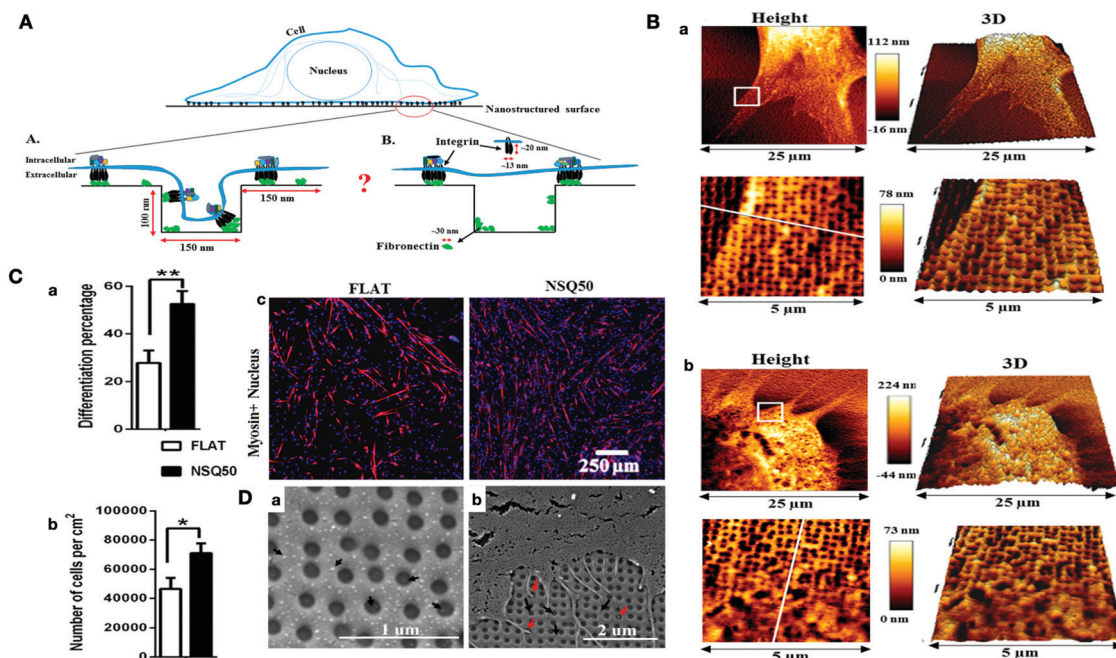 A
Cell
Nucleus
Nanostructured surface
A.
B.
Intracellular
Extracellular
Integrin
~20 nm
~13 nm
?
100 nm
150 nm
150 nm
~30 nm
Fibronectin
B
a
Height
3D
112 nm
-16 nm
25 µm
25 µm
78 nm
0 nm
5 µm
5 µm
b
Height
3D
224 nm
-44 nm
25 µm
25 µm
73 nm
0 nm
5 µm
5 µm
C
a
Differentiation percentage
60
40
20
0
**
FLAT
NSQ50
b
Number of cells per cm2
100000
80000
60000
40000
20000
0
*
c
FLAT
NSQ50
Myosin+ Nucleus
250 µm
D
a
1 um
b
2 um